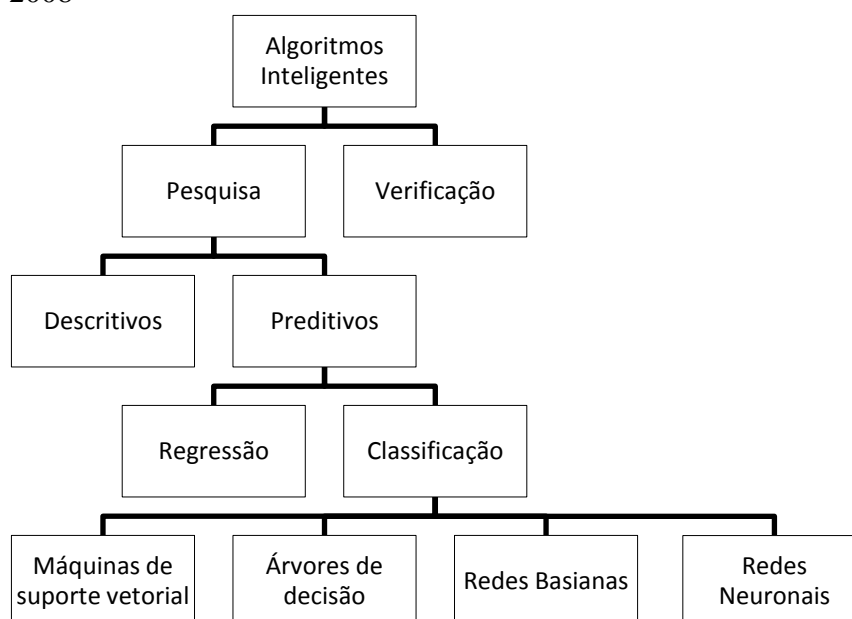 Algoritmos
Inteligentes
Pesquisa
Verificação
Descritivos
Preditivos
Regressão
Classificação
Máquinas de
suporte vetorial
Árvores de
decisão
Redes Basianas
Redes
Neuronais